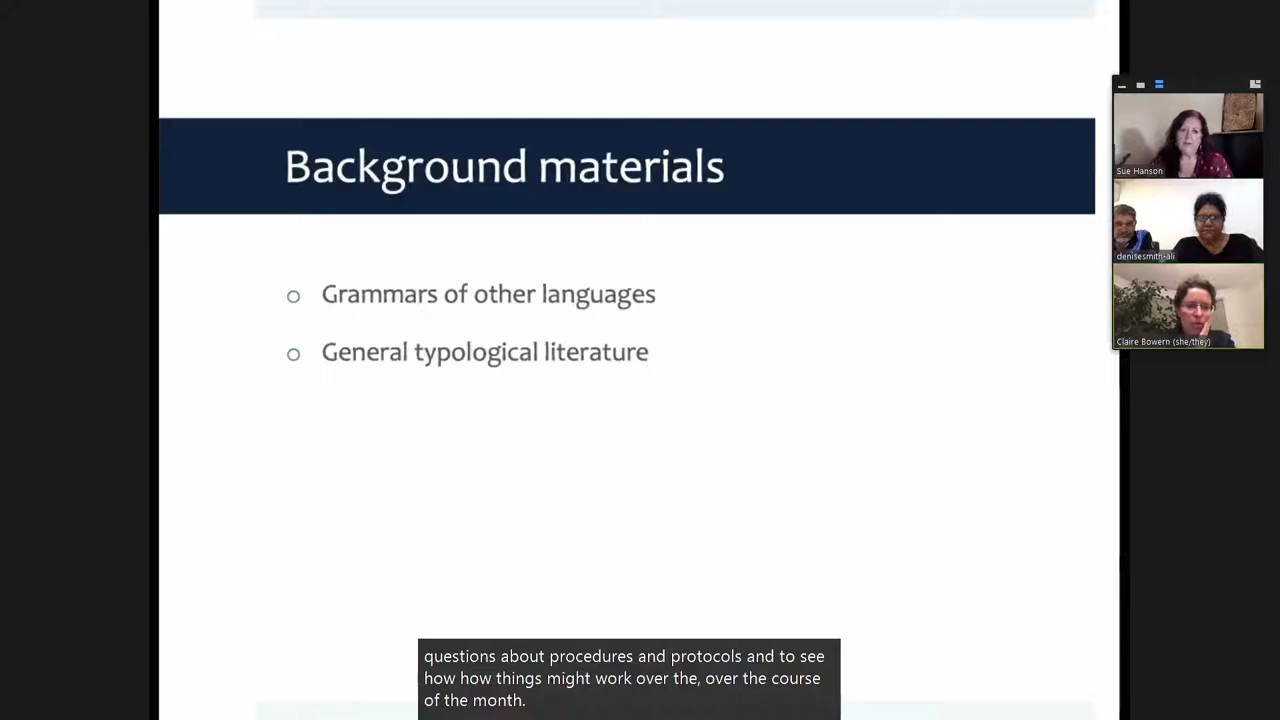 Background materials
Grammars of other languages
General typological literature
Sue Hanson
denisesmith-ali
Claire Bowern (she/they)
questions about procedures and protocols and to see
how how things might work over the, over the course
of the month.